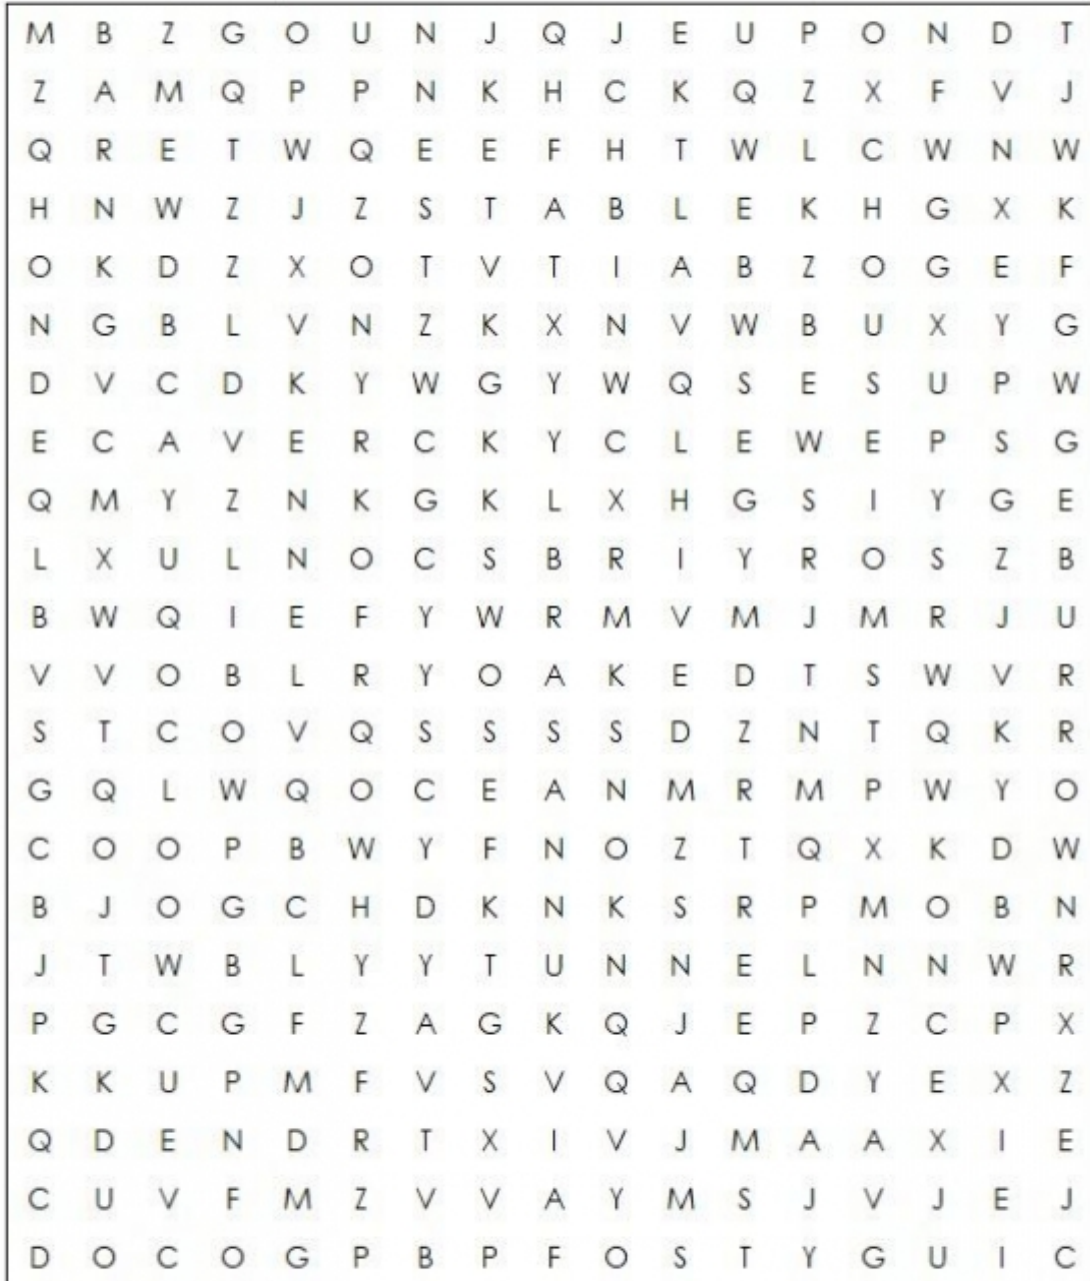 M B Z G O U N J Q J E U P O N D T
Z A M Q P P N K H C K Q Z X F V J
Q R E T W Q E E F H T W L C W N W
H N W Z J Z S T A B L E K H G X K
O K D Z X O T V T I A B Z O G E F
N G B L V N Z K X N V W B U X Y G
D V C D K Y W G Y W Q S E S U P W
E C A V E R C K Y C L E W E P S G
Q M Y Z N K G K L X H G S I Y G E
L X U L N O C S B R I Y R O S Z B
B W Q I E F Y W R M V M J M R J U
V V O B L R Y O A K E D T S W V R
S T C O V Q S S S S D Z N T Q K R
G Q L W Q O C E A N M R M P W Y O
C O O P B W Y F N O Z T Q X K D W
B J O G C H D K N K S R P M O B N
J T W B L Y Y T U N N E L N N W R
P G C G F Z A G K Q J E P Z C P X
K K U P M F V S V Q A Q D Y E X Z
Q D E N D R T X I V J M A A X I E
C U V F M Z V V A Y M S J V J E J
D O C O G P B P F O S T Y G U I C